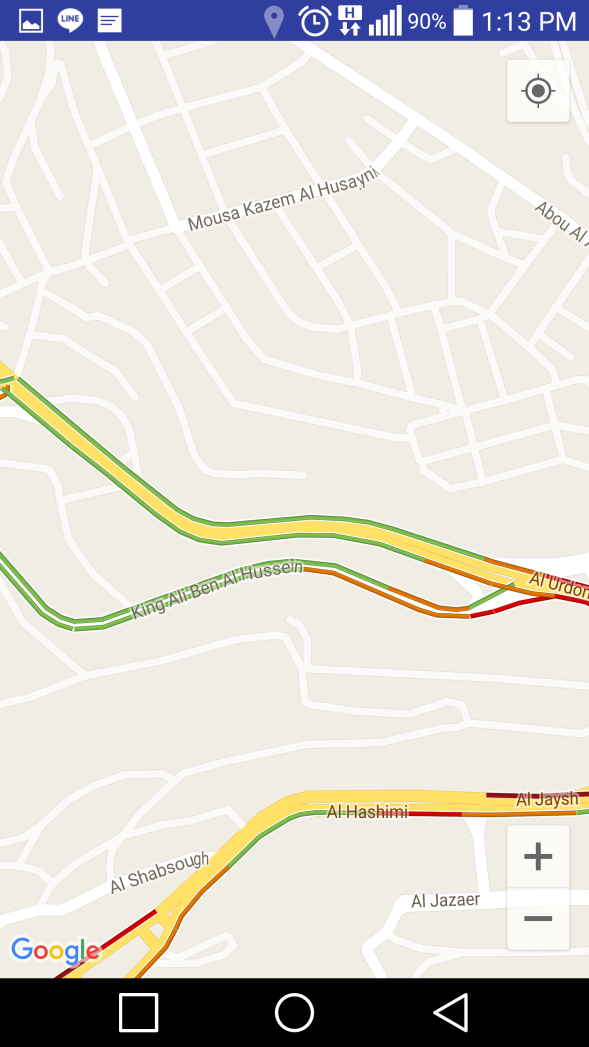 LINE
H
90%
1:13 PM
Mousa Kazem Al Husayni
Abou Al
Al Urdon
King Ali Ben Al Hussein
Al Jaysh
Al Hashimi
Al Shabsough
Al Jazaer
Google